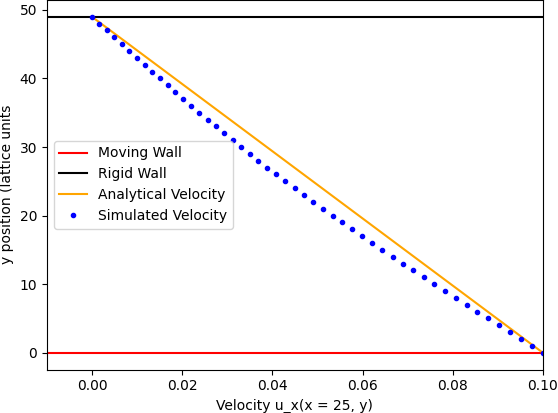 50
40
30
20
10
0
y position (lattice units
Moving Wall
Rigid Wall
Analytical Velocity
Simulated Velocity
0.00 0.02 0.04 0.06 0.08 0.10
Velocity u_x(x = 25, y)